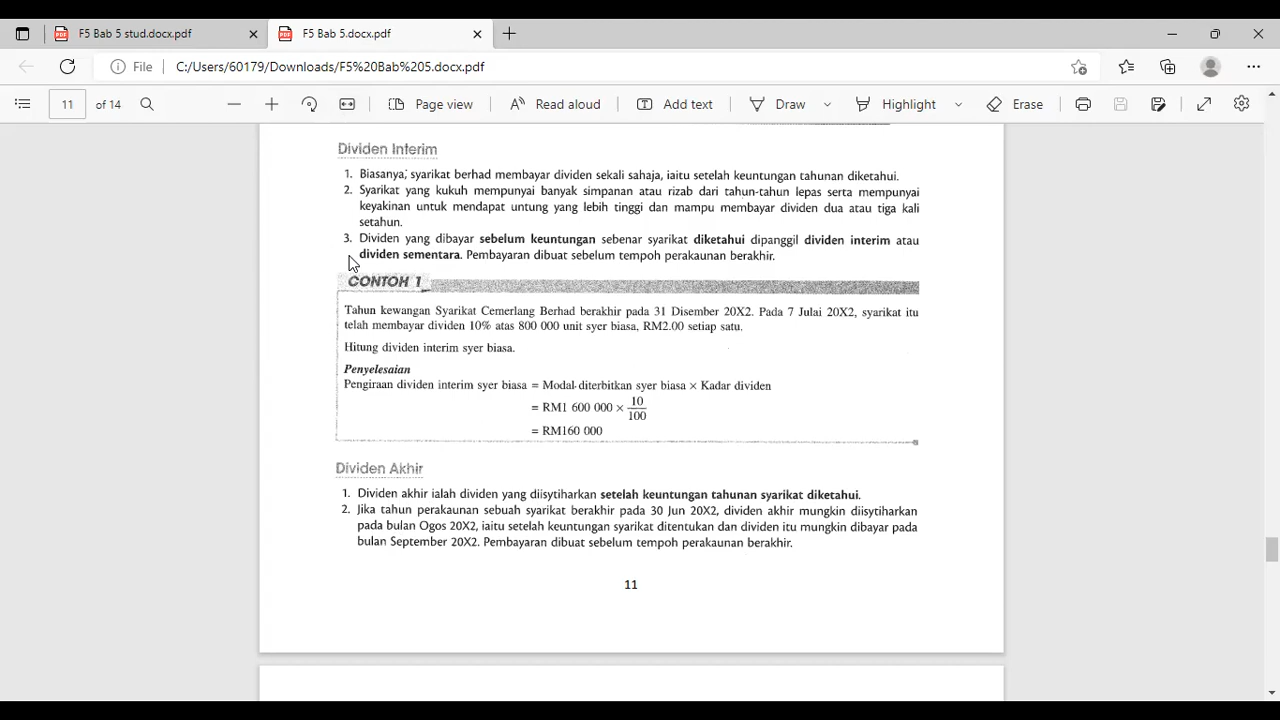 F5 Bab 5 stud.docx.pdf
F5 Bab 5.docx.pdf
File
C:/Users/60179/Downloads/F5%20Bab%205.docx.pdf
11 of 14
Page view
Read aloud
Add text
Draw
Highlight
Erase
Dividen Interim
1. Biasanya, syarikat berhad membayar dividen sekali sahaja, iaitu setelah keuntungan tahunan diketahui.
2. Syarikat yang kukuh mempunyai banyak simpanan atau rizab dari tahun-tahun lepas serta mempunyai
keyakinan untuk mendapat untung yang lebih tinggi dan mampu membayar dividen dua atau tiga kali
setahun.
3. Dividen yang dibayar sebelum keuntungan sebenar syarikat diketahui dipanggil dividen interim atau
dividen sementara. Pembayaran dibuat sebelum tempoh perakaunan berakhir.
CONTOH 1
Tahun kewangan Syarikat Cemerlang Berhad berakhir pada 31 Disember 20X2. Pada 7 Julai 20X2, syarikat itu
telah membayar dividen 10% atas 800 000 unit syer biasa, RM2.00 setiap satu.
Hitung dividen interim syer biasa.
Penyelesaian
Pengiraan dividen interim syer biasa = Modal diterbitkan syer biasa × Kadar dividen
= RM1 600 000 × 10/100
= RM160 000
Dividen Akhir
1. Dividen akhir ialah dividen yang diisytiharkan setelah keuntungan tahunan syarikat diketahui.
2. Jika tahun perakaunan sebuah syarikat berakhir pada 30 Jun 20X2, dividen akhir mungkin diisytiharkan
pada bulan Ogos 20X2, iaitu setelah keuntungan syarikat ditentukan dan dividen itu mungkin dibayar pada
bulan September 20X2. Pembayaran dibuat sebelum tempoh perakaunan berakhir.
11